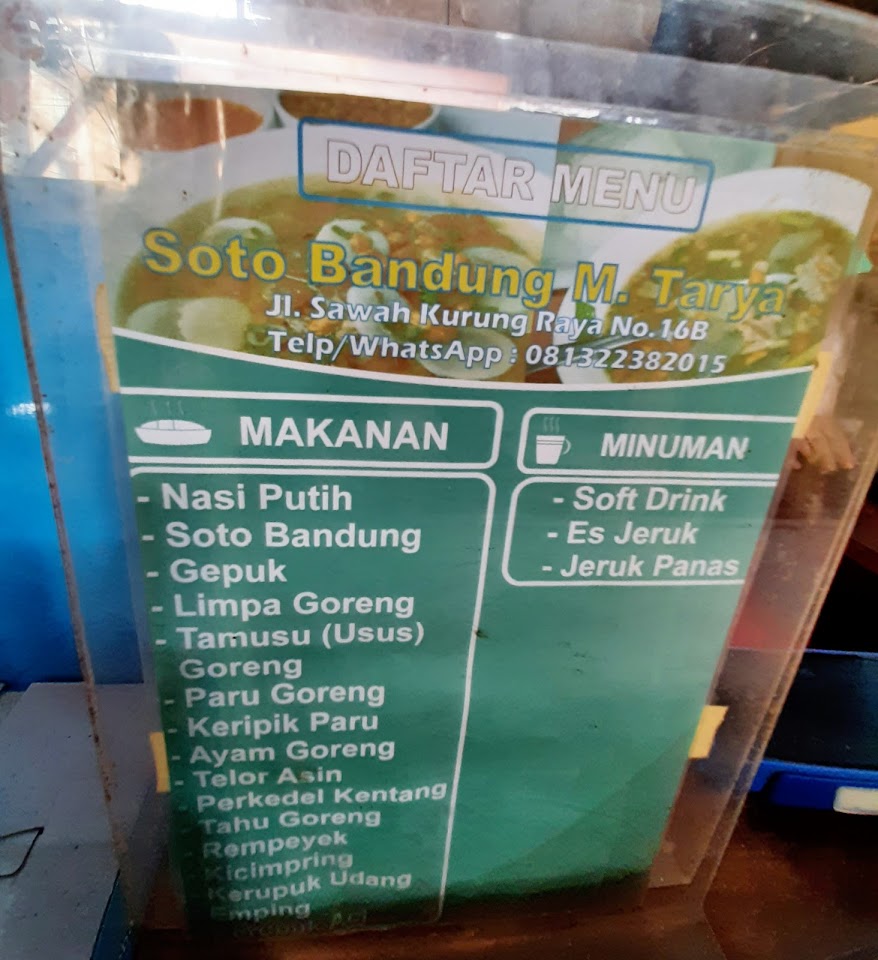 DAFTAR MENU
Soto Bandung M. Tarya
Jl. Sawah Kurung Raya No.16B
Telp/WhatsApp : 081322382015
MAKANAN
- Nasi Putih
- Soto Bandung
- Gepuk
- Limpa Goreng
- Tamusu (Usus)
Goreng
- Paru Goreng
- Keripik Paru
- Ayam Goreng
- Telor Asin
- Perkedel Kentang
- Tahu Goreng
- Rempeyek
- Kicimpring
- Kerupuk Udang
- Emping
MINUMAN
- Soft Drink
- Es Jeruk
- Jeruk Panas